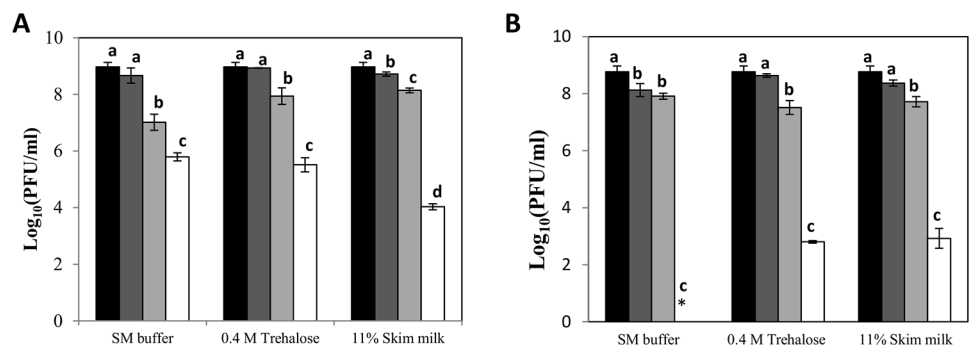 A
Log10(PFU/ml)
10
8
6
4
2
0
a a b c
a a b c
a b c d
SM buffer 0.4 M Trehalose 11% Skim milk
B
Log10(PFU/ml)
10
8
6
4
2
0
a b b c
*
a a b c
a a b c
SM buffer 0.4 M Trehalose 11% Skim milk